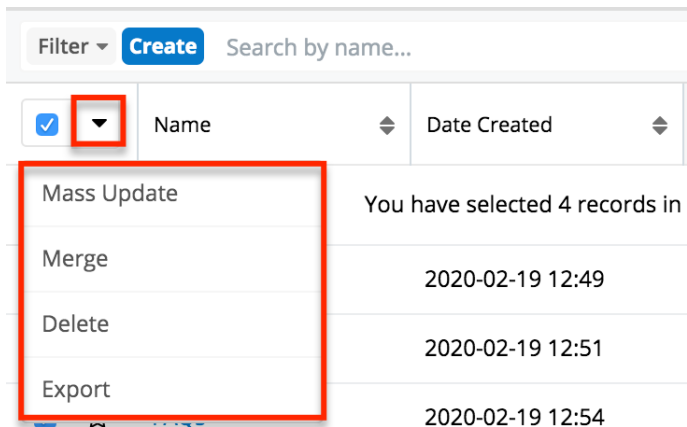 Filter Create Search by name...
Name Date Created
Mass Update
You have selected 4 records in
Merge
2020-02-19 12:49
Delete
2020-02-19 12:51
Export
2020-02-19 12:54